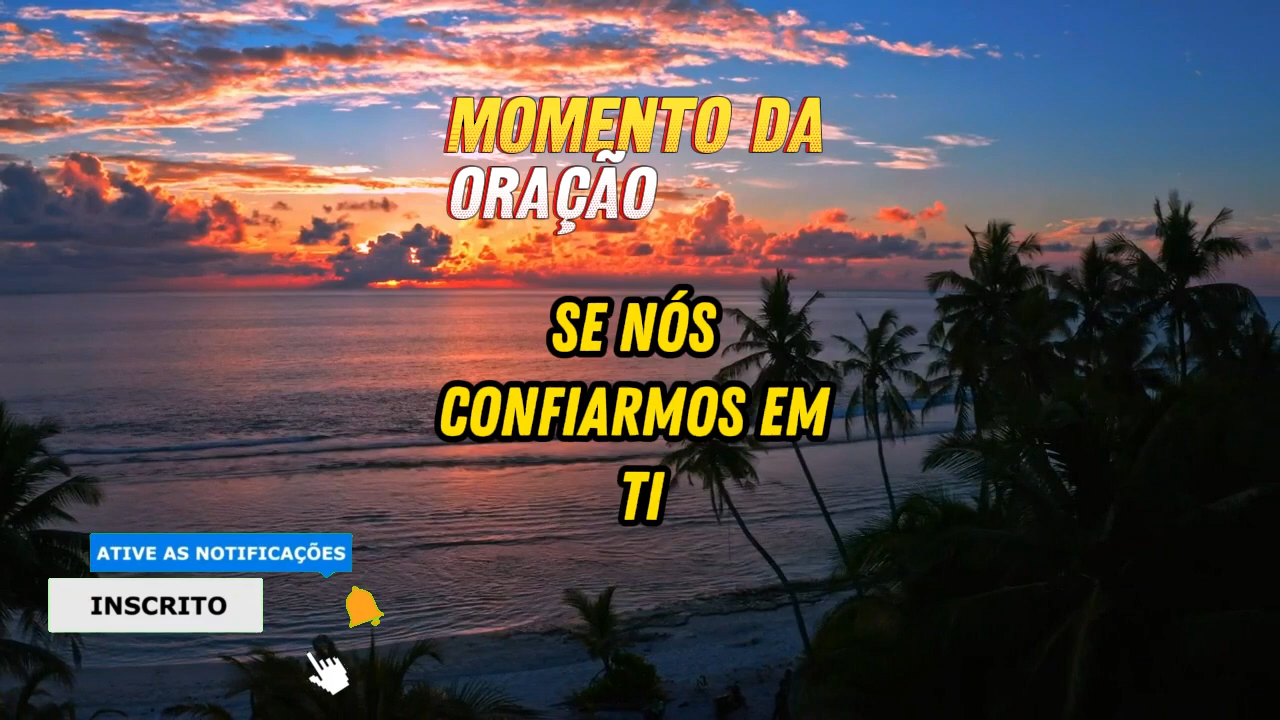 MOMENTO DA
ORAÇÃO
SE NÓS
CONFIARMOS EM
TI
ATIVE AS NOTIFICAÇÕES
INSCRITO